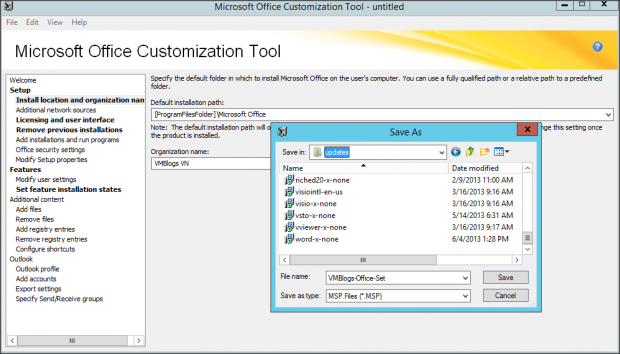 Microsoft Office Customization Tool - untitled
File Edit View Help
Microsoft Office Customization Tool
Welcome
Setup
Install location and organization nan
Additional network sources
Licensing and user interface
Remove previous installations
Add installations and run programs
Office security settings
Modify Setup properties
Features
Modify user settings
Set feature installation states
Additional content
Add files
Remove files
Add registry entries
Remove registry entries
Configure shortcuts
Outlook
Outlook profile
Add accounts
Export settings
Specify Send/Receive groups
Specify the default folder in which to install Microsoft Office on the user's computer. You can use a fully qualified path or a relative path to a predefined
folder.
Default installation path:
[ProgramFilesFolder]\Microsoft Office
Note: The default installation path will o
nge this setting once
the product is installed.
Organization name:
VMBlogs VN
Save As
Save in: updates
Name Date modified
riched20-x-none 2/9/2013 11:00 AM
visiointl-en-us 3/16/2013 9:16 AM
visio-x-none 3/16/2013 9:16 AM
vsto-x-none 5/14/2013 6:31 AM
vviewer-x-none 3/16/2013 9:17 AM
word-x-none 6/4/2013 1:28 PM
File name: VMBlogs-Office-Set Save
Save as type: MSP Files (*.MSP) Cancel